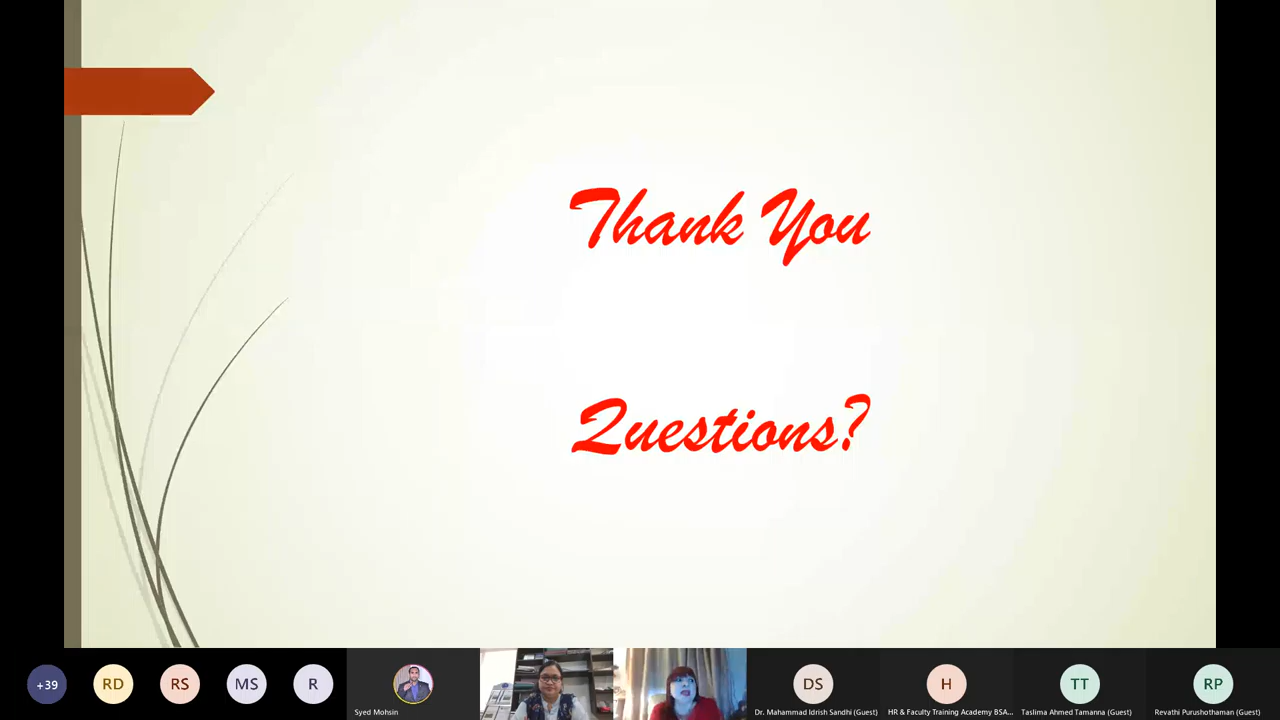 Thank You
Questions?
+39
RD
RS
MS
R
Syed Mohsin
DS
Dr. Mahammad Idrish Sandhi (Guest)
H
HR & Faculty Training Academy BSA...
TT
Taslima Ahmed Tamanna (Guest)
RP
Revathi Purushothaman (Guest)